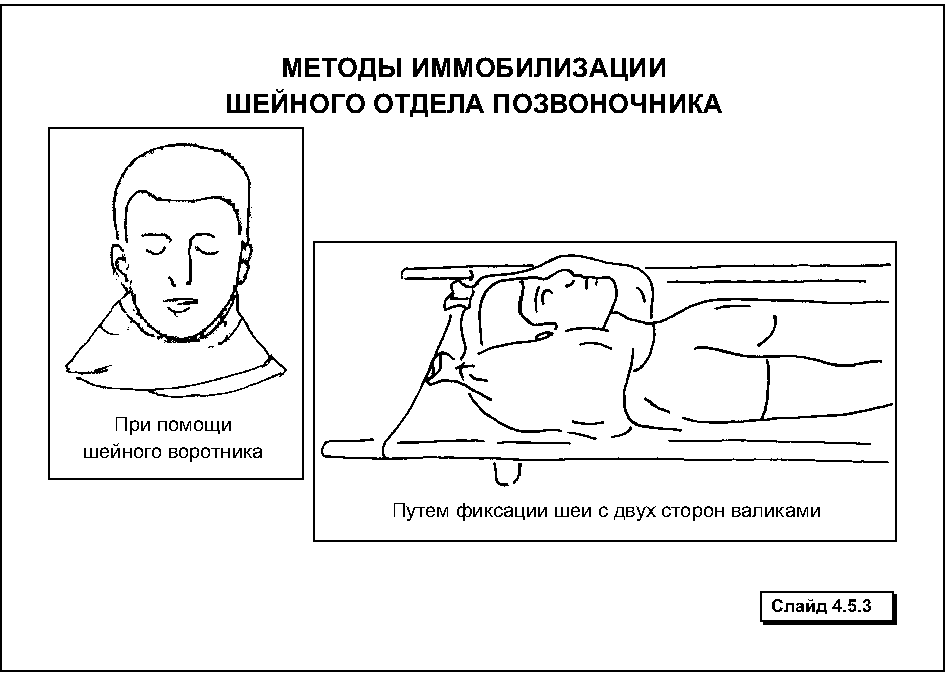 МЕТОДЫ ИММОБИЛИЗАЦИИ
ШЕЙНОГО ОТДЕЛА ПОЗВОНОЧНИКА
При помощи
шейного воротника
Путем фиксации шеи с двух сторон валиками
Слайд 4.5.3